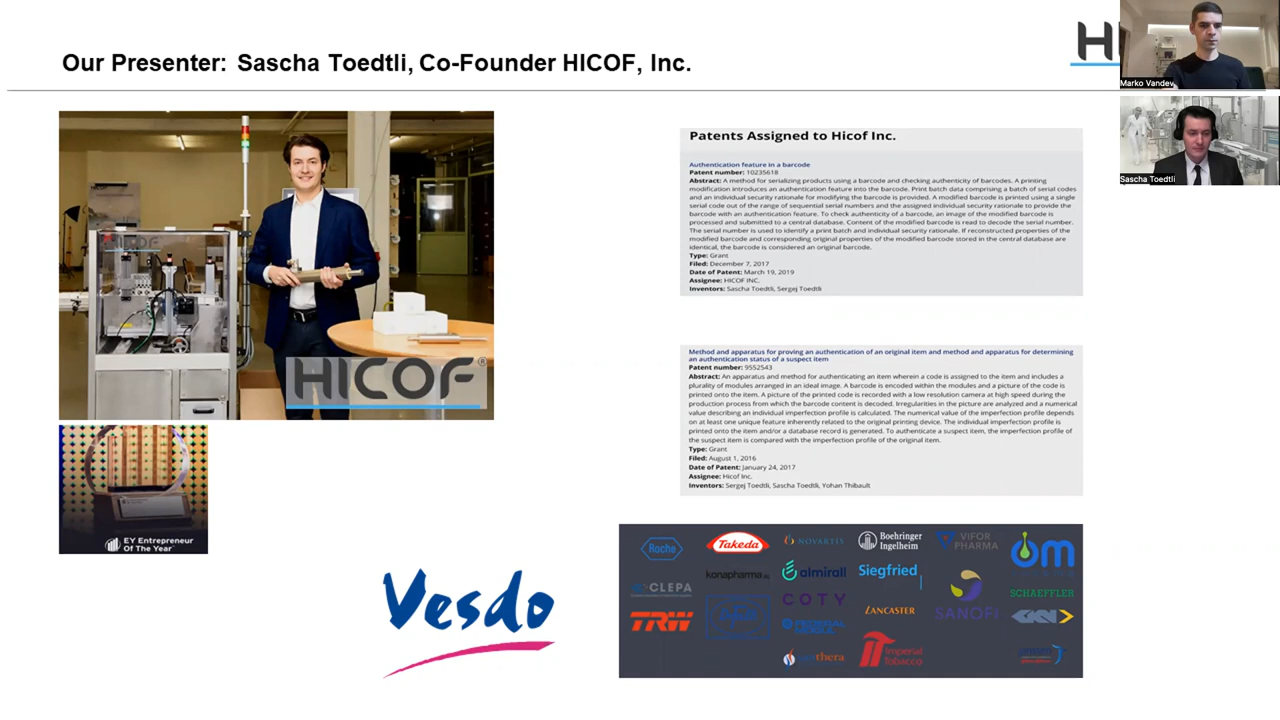 Our Presenter: Sascha Toedtli, Co-Founder HICOF, Inc.
Marko Vandev
Sascha Toedtli
HICOF
HICOF®
EY Entrepreneur
Of The Year
Vesdo
Patents Assigned to Hicof Inc.
Authentication feature in a barcode
Patent number: 10235618
Abstract: A method for serializing products using a barcode and checking authenticity of barcodes. A printing
modification introduces an authentication feature into the barcode. Print batch data comprising a batch of serial codes
and an individual security rationale for modifying the barcode is provided. A modified barcode is printed using a single
serial code out of the range of sequential serial numbers and the assigned individual security rationale to provide the
barcode with an authentication feature. To check authenticity of a barcode, an image of the modified barcode is
processed and submitted to a central database. Content of the modified barcode is read to decode the serial number.
The serial number is used to identify a print batch and individual security rationale. If reconstructed properties of the
modified barcode and corresponding original properties of the modified barcode stored in the central database are
identical, the barcode is considered an original barcode.
Type: Grant
Filed: December 7, 2017
Date of Patent: March 19, 2019
Assignee: HICOF INC.
Inventors: Sascha Toedtli, Sergej Toedtli
Method and apparatus for proving an authentication of an original item and method and apparatus for determining
an authentication status of a suspect item
Patent number: 9552543
Abstract: An apparatus and method for authenticating an item wherein a code is assigned to the item and includes a
plurality of modules arranged in an ideal image. A barcode is encoded within the modules and a picture of the code is
printed onto the item. A picture of the printed code is recorded with a low resolution camera at high speed during the
production process from which the barcode content is decoded. Irregularities in the picture are analyzed and a numerical
value describing an individual imperfection profile is calculated. The numerical value of the imperfection profile depends
on at least one unique feature inherently related to the original printing device. The individual imperfection profile is
printed onto the item and/or a database record is generated. To authenticate a suspect item, the imperfection profile of
the suspect item is compared with the imperfection profile of the original item.
Type: Grant
Filed: August 1, 2016
Date of Patent: January 24, 2017
Assignee: Hicof Inc.
Inventors: Sergej Toedtli, Sascha Toedtli, Yohan Thibault
Roche
Takeda
NOVARTIS
Boehringer
Ingelheim
VIFOR
PHARMA
om
CLEPA
konapharma
almirall
Siegfried
SANOFI
SCHAEFFLER
TRW
COTY
LANCASTER
GKN
FEDERAL
MOGUL
Imperial
Tobacco
janssen